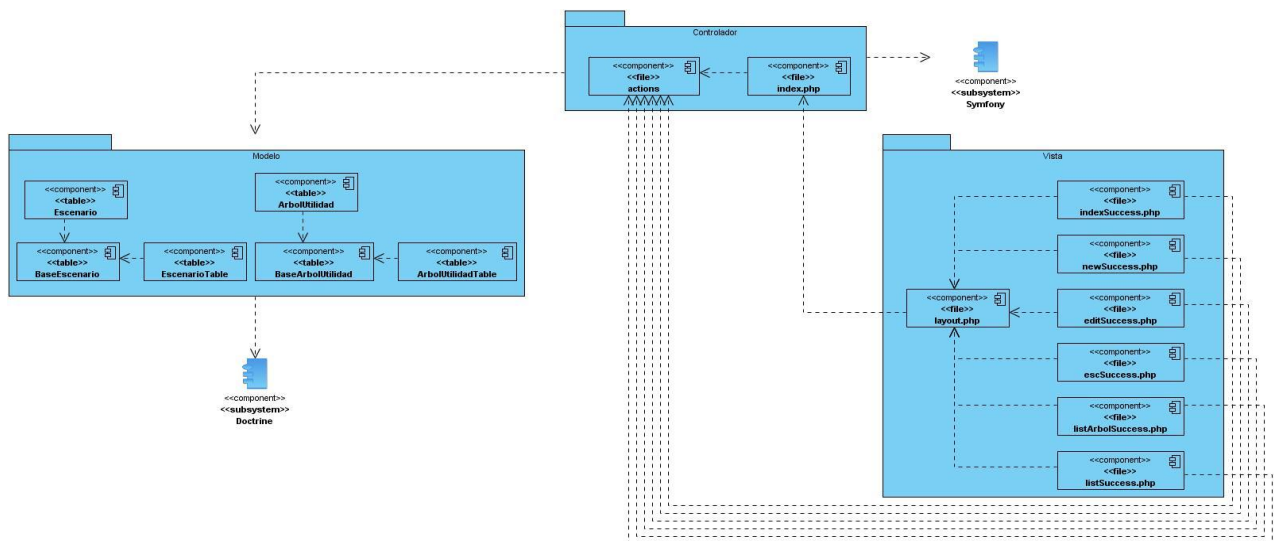 Controlador
<<component>>
<<file>>
actions
<<component>>
<<file>>
index.php
<<component>>
<<subsystem>>
Symfony
Modelo
<<component>>
<<table>>
Escenario
<<component>>
<<table>>
ArbolUtilidad
<<component>>
<<table>>
BaseEscenario
<<component>>
<<table>>
EscenarioTable
<<component>>
<<table>>
BaseArbolUtilidad
<<component>>
<<table>>
ArbolUtilidadTable
<<component>>
<<subsystem>>
Doctrine
Vista
<<component>>
<<file>>
indexSuccess.php
<<component>>
<<file>>
newSuccess.php
<<component>>
<<file>>
layout.php
<<component>>
<<file>>
editSuccess.php
<<component>>
<<file>>
escSuccess.php
<<component>>
<<file>>
listArbolSuccess.php
<<component>>
<<file>>
listSuccess.php